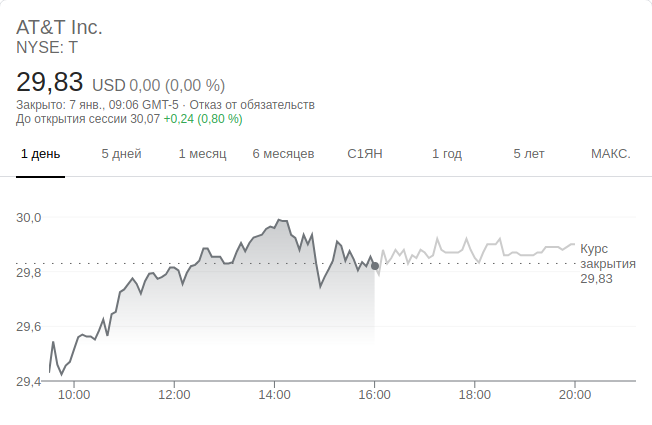 AT&T Inc.
NYSE: T
29,83 USD 0,00 (0,00 %)
Закрыто: 7 янв., 09:06 GMT-5 · Отказ от обязательств
До открытия сессии 30,07 +0,24 (0,80 %)
1 день 5 дней 1 месяц 6 месяцев С1ЯН 1 год 5 лет МАКС.
30,0
29,8
29,6
29,4
Курс
закрытия
29,83
10:00 12:00 14:00 16:00 18:00 20:00